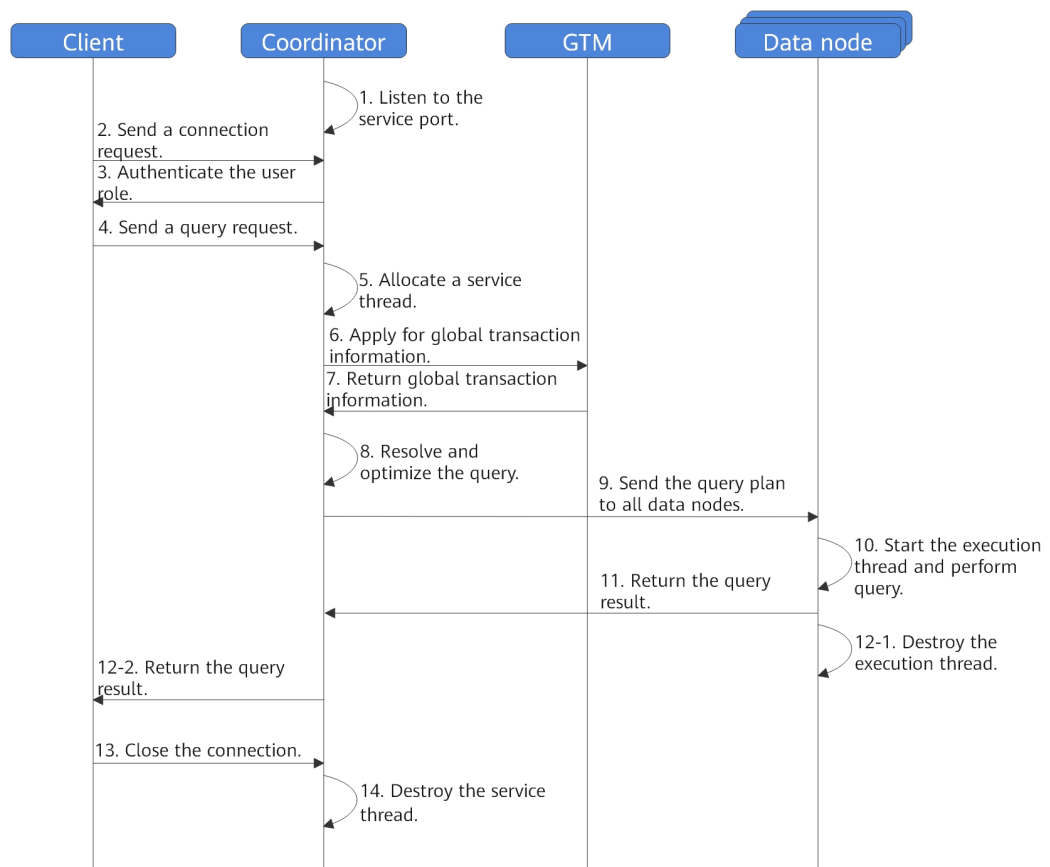 Client
Coordinator
GTM
Data node
1. Listen to the
service port.
2. Send a connection
request.
3. Authenticate the user
role.
4. Send a query request.
5. Allocate a service
thread.
6. Apply for global transaction
information.
7. Return global transaction
information.
8. Resolve and
optimize the query.
9. Send the query plan
to all data nodes.
10. Start the execution
thread and perform
query.
11. Return the query
result.
12-1. Destroy the
execution thread.
12-2. Return the query
result.
13. Close the connection.
14. Destroy the service
thread.